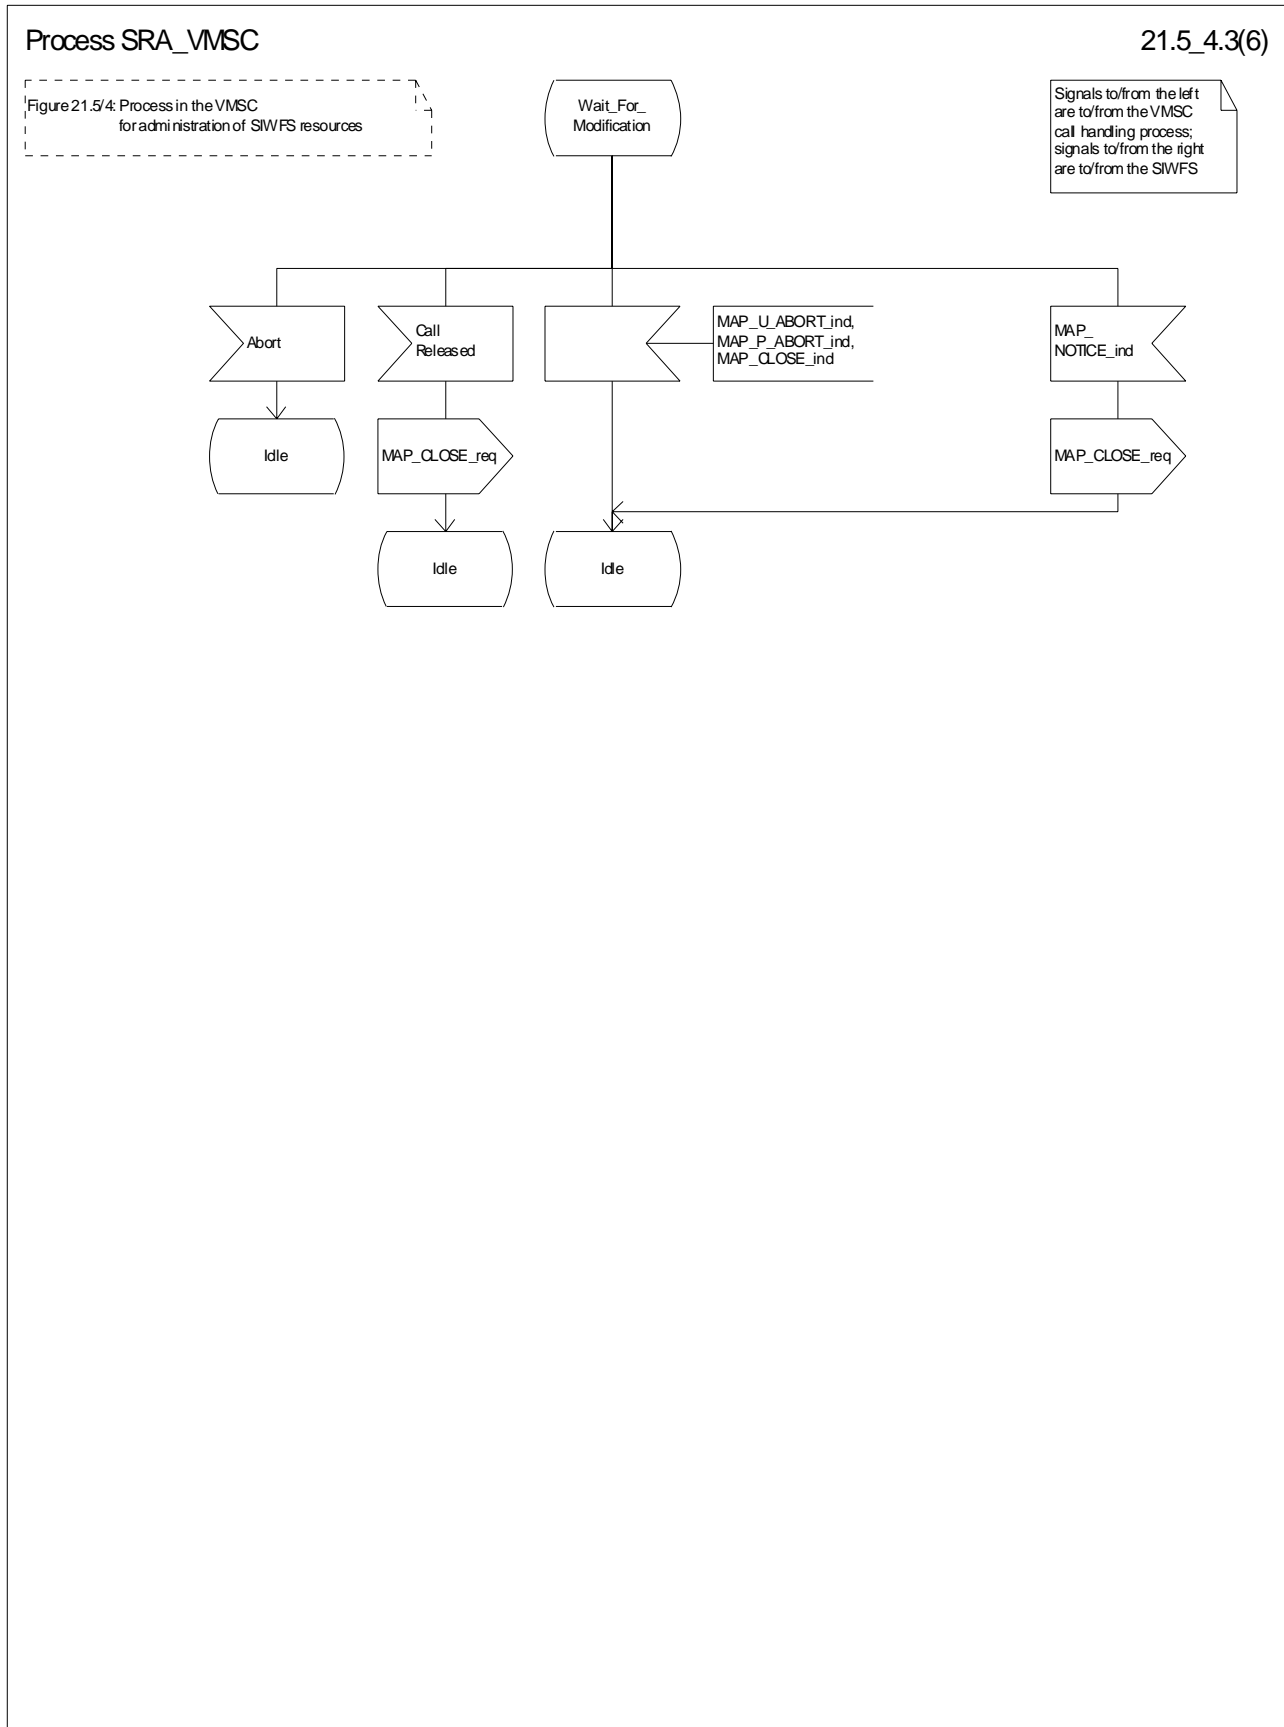 Process SRA_VMSC
21.5_4.3(6)
Figure 21.5/4: Process in the VMSC
for administration of SIWFS resources
Wait_For_
Modification
Signals to/from the left
are to/from the VMSC
call handling process;
signals to/from the right
are to/from the SIWFS
Abort
Call
Released
MAP_U_ABORT_ind,
MAP_P_ABORT_ind,
MAP_CLOSE_ind
MAP_
NOTICE_ind
Idle
MAP_CLOSE_req
MAP_CLOSE_req
Idle
Idle